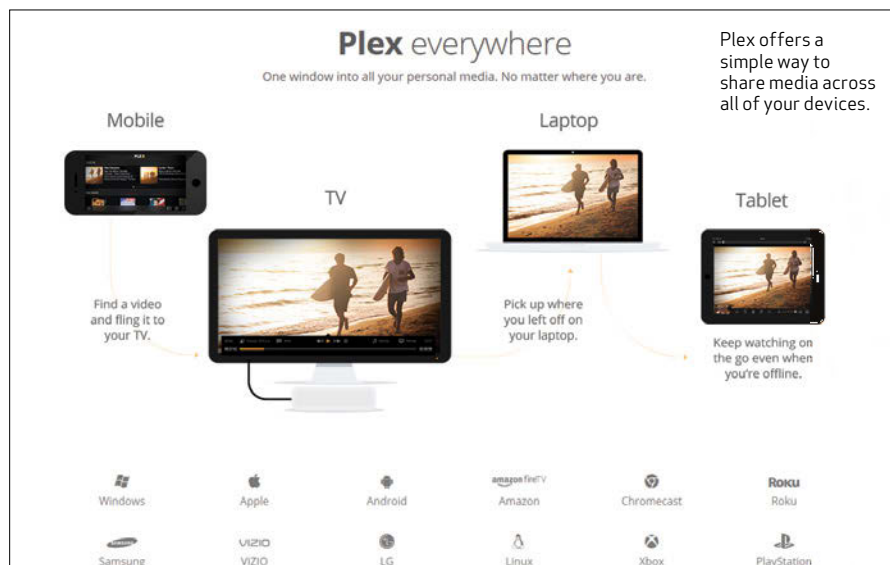 Plex everywhere
One window into all your personal media. No matter where you are.
Plex offers a
simple way to
share media across
all of your devices.
Mobile
PLEX
Find a video
and fling it to
your TV.
TV
Laptop
Pick up where
you left off on
your laptop.
Tablet
Keep watching on
the go even when
you're offline.
Windows
Apple
Android
amazon fireTV
Amazon
Chromecast
ROKU
Roku
SAMSUNG
Samsung
VIZIO
VIZIO
LG
Linux
Xbox
PlayStation